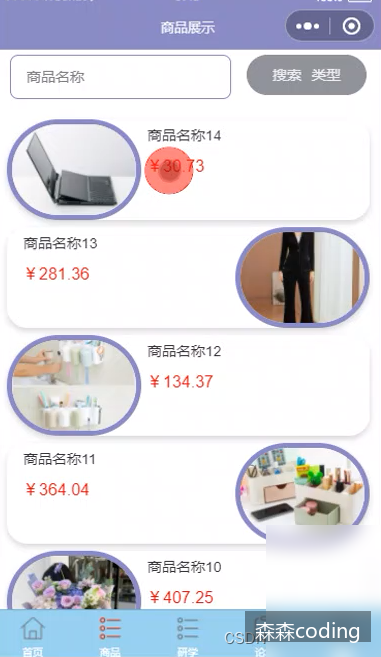 商品展示
商品名称
搜索 类型
商品名称14
￥30.73
商品名称13
￥281.36
商品名称12
￥134.37
商品名称11
￥364.04
商品名称10
￥407.25
首页
商品
研学
论
CSDN
森森coding